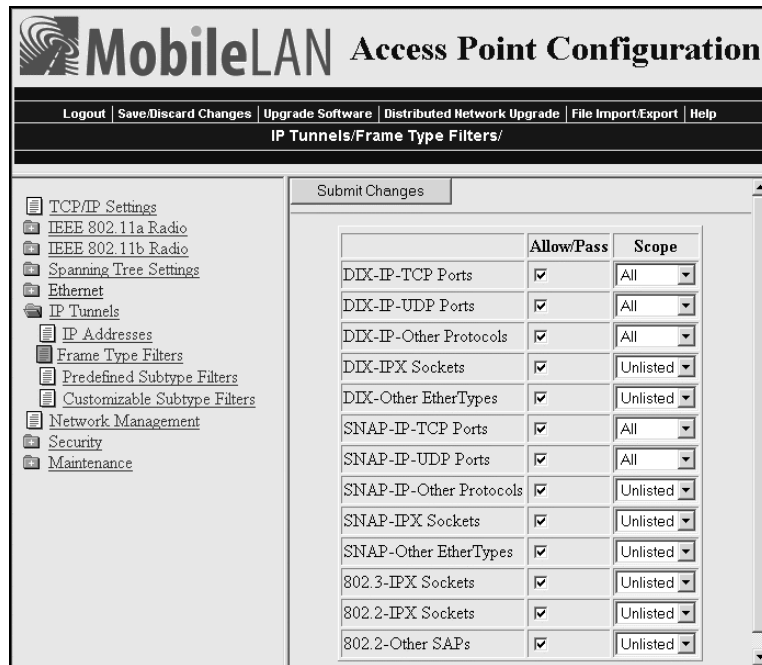 MobileLAN Access Point Configuration
Logout | Save/Discard Changes | Upgrade Software | Distributed Network Upgrade | File Import/Export | Help
IP Tunnels/Frame Type Filters/
TCP/IP Settings
IEEE 802.11a Radio
IEEE 802.11b Radio
Spanning Tree Settings
Ethernet
IP Tunnels
IP Addresses
Frame Type Filters
Predefined Subtype Filters
Customizable Subtype Filters
Network Management
Security
Maintenance
Submit Changes
Allow/Pass Scope
DIX-IP-TCP Ports All
DIX-IP-UDP Ports All
DIX-IP-Other Protocols All
DIX-IPX Sockets Unlisted
DIX-Other EtherTypes Unlisted
SNAP-IP-TCP Ports All
SNAP-IP-UDP Ports All
SNAP-IP-Other Protocols Unlisted
SNAP-IPX Sockets Unlisted
SNAP-Other EtherTypes Unlisted
802.3-IPX Sockets Unlisted
802.2-IPX Sockets Unlisted
802.2-Other SAPs Unlisted